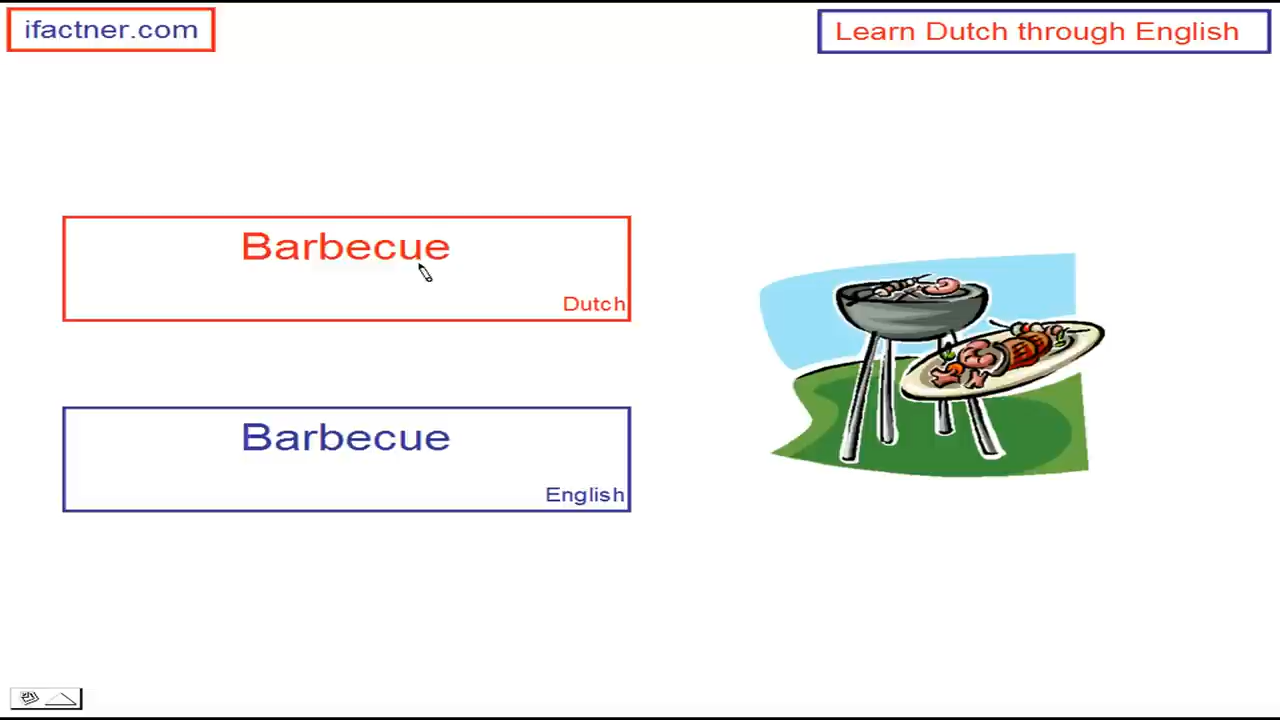 ifactner.com
Learn Dutch through English
Barbecue
Dutch
Barbecue
English